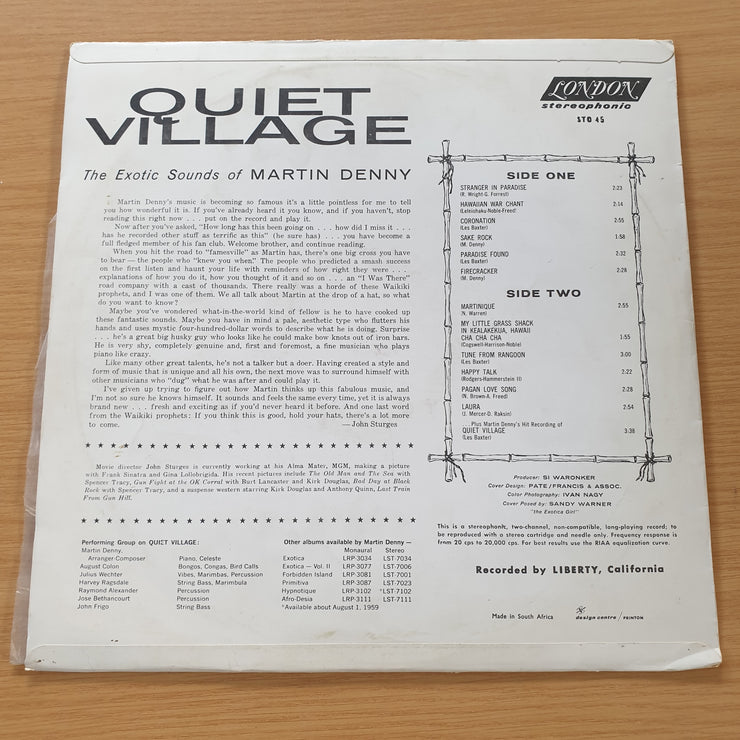 QUIET
VILLAGE
The Exotic Sounds of MARTIN DENNY
Martin Denny's music is becoming so famous it's a little pointless for me to tell
you how wonderful it is. If you've already heard it you know, and if you haven't, stop
reading this right now . . . put on the record and play it.
Now after you've asked, "How long has this been going on . . . how did I miss it . . .
has he recorded other stuff as terrific as this" (he sure has) . . . . you have become a
full fledged member of his fan club. Welcome brother, and continue reading.
When you hit the road to "famesville" as Martin has, there's one big cross you have
to bear — the people who "knew you when." The people who predicted a smash success
on the first listen and haunt your life with reminders of how right they were . . .
explanations of how you do it, how you thought of it and so on . . . an "I Was There"
road company with a cast of thousands. There really was a horde of these Waikiki
prophets, and I was one of them. We all talk about Martin at the drop of a hat, so what
do you want to know?
Maybe you've wondered what-in-the-world kind of fellow is he to have cooked up
these fantastic sounds. Maybe you have in mind a pale, aesthetic type who flutters his
hands and uses mystic four-hundred-dollar words to describe what he is doing. Surprise
. . . he's a great big husky guy who looks like he could make bow knots out of iron bars.
He is very shy, completely genuine and, first and foremost, a fine musician who plays
piano like crazy.
Like many other great talents, he's not a talker but a doer. Having created a style and
form of music that is unique and all his own, the next move was to surround himself with
other musicians who "dug" what he was after and could play it.
I've given up trying to figure out how Martin thinks up this fabulous music, and
I'm not so sure he knows himself. It sounds and feels the same every time, yet it is always
brand new . . . fresh and exciting as if you'd never heard it before. And one last word
from the Waikiki prophets: If you think this is good, hold your hats, there's a lot more
to come. — John Sturges
Movie director John Sturges is currently working at his Alma Mater, MGM, making a picture
with Frank Sinatra and Gina Lollobrigida. His recent pictures include The Old Man and The Sea with
Spencer Tracy, Gun Fight at the OK Corral with Burt Lancaster and Kirk Douglas, Bad Day at Black
Rock with Spencer Tracy, and a suspense western starring Kirk Douglas and Anthony Quinn, Last Train
From Gun Hill.
Performing Group on QUIET VILLAGE:
Martin Denny,
Arranger-Composer Piano, Celeste
August Colon Bongos, Congas, Bird Calls
Julius Wechter Vibes, Marimbas, Percussion
Harvey Ragsdale String Bass, Marimbula
Raymond Alexander Percussion
Jose Bethancourt Percussion
John Frigo String Bass
Other albums available by Martin Denny —
Monaural Stereo
Exotica LRP-3034 LST-7034
Exotica — Vol. II LRP-3077 LST-7006
Forbidden Island LRP-3081 LST-7001
Primitiva LRP-3087 LST-7023
Hypnotique LRP-3102 *LST-7102
Afro-Desia LRP-3111 LST-7111
*Available about August 1, 1959
LONDON
stereophonic
STO 45
SIDE ONE
STRANGER IN PARADISE 2:23
(R. Wright-G. Forrest)
HAWAIIAN WAR CHANT 2:14
(Leleiohaku-Noble-Freed)
CORONATION 2:55
(Les Baxter)
SAKE ROCK 1:58
(M. Denny)
PARADISE FOUND 2:32
(Les Baxter)
FIRECRACKER 2:28
(M. Denny)
SIDE TWO
MARTINIQUE 2:55
(N. Warren)
MY LITTLE GRASS SHACK
IN KEALAKEKUA, HAWAII
CHA CHA CHA 1:55
(Cogswell-Harrison-Noble)
TUNE FROM RANGOON 3:00
(Les Baxter)
HAPPY TALK 2:22
(Rodgers-Hammerstein II)
PAGAN LOVE SONG 2:28
(N. Brown-A. Freed)
LAURA 2:54
(J. Mercer-D. Raksin)
. . . Plus Martin Denny's Hit Recording of
QUIET VILLAGE 3:38
(Les Baxter)
Producer: SI WARONKER
Cover Design: PATE/FRANCIS & ASSOC.
Color Photography: IVAN NAGY
Cover Posed by: SANDY WARNER
"the Exotica Girl"
This is a stereophonic, two-channel, non-compatible, long-playing record; to
be reproduced with a stereo cartridge and needle only. Frequency response is
from 20 cps to 20,000 cps. For best results use the RIAA equalization curve.
Recorded by LIBERTY, California
Made in South Africa
design centre / PRINTON